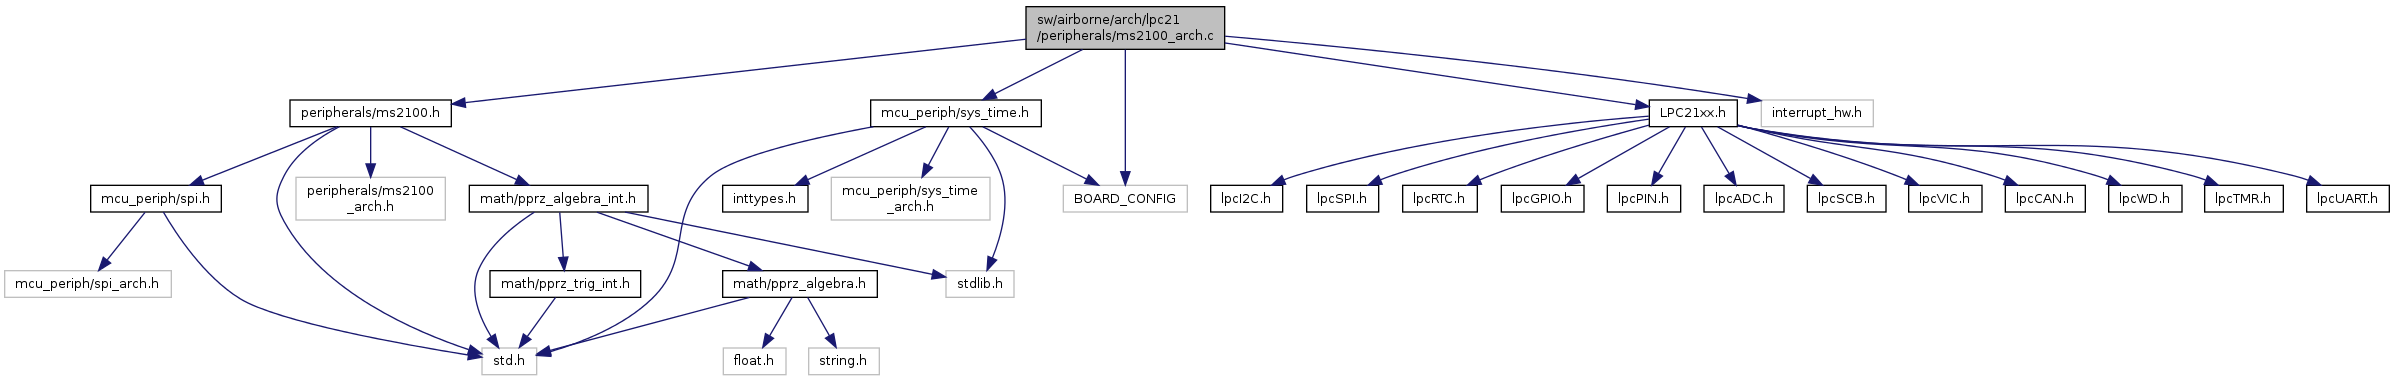 sw/airborne/arch/lpc21
/peripherals/ms2100_arch.c
peripherals/ms2100.h
mcu_periph/sys_time.h
LPC21xx.h
interrupt_hw.h
mcu_periph/spi.h
peripherals/ms2100
_arch.h
math/pprz_algebra_int.h
inttypes.h
mcu_periph/sys_time
_arch.h
BOARD_CONFIG
lpcI2C.h
lpcSPI.h
lpcRTC.h
lpcGPIO.h
lpcPIN.h
lpcADC.h
lpcSCB.h
lpcVIC.h
lpcCAN.h
lpcWD.h
lpcTMR.h
lpcUART.h
mcu_periph/spi_arch.h
math/pprz_trig_int.h
math/pprz_algebra.h
stdlib.h
std.h
float.h
string.h